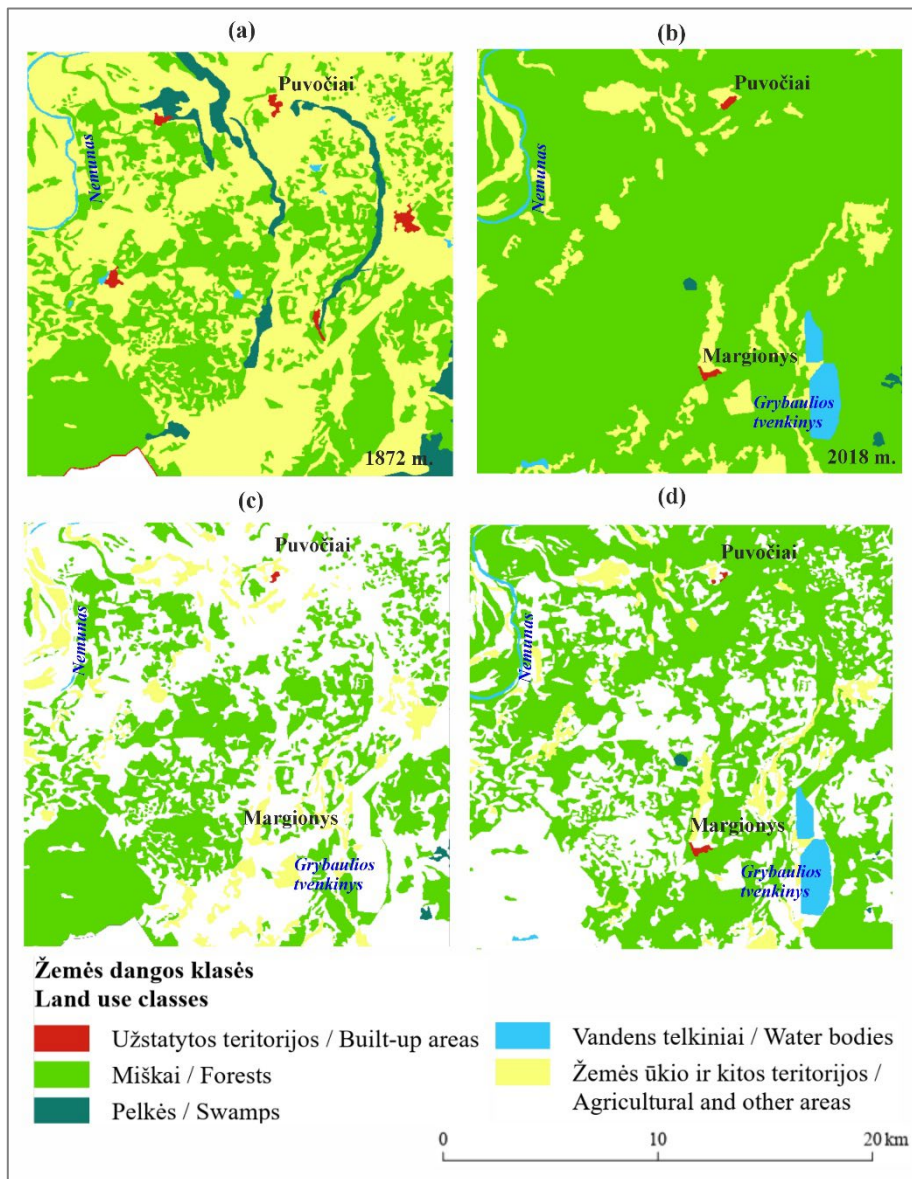 (a)
Puvočiai
Nemunas
1872 m.
(b)
Puvočiai
Nemunas
Margionys
Grybaulios
tvenkinys
2018 m.
(c)
Puvočiai
Nemunas
Margionys
Grybaulios
tvenkinys
(d)
Puvočiai
Nemunas
Margionys
Grybaulios
tvenkinys
Žemės dangos klasės
Land use classes
Užstatytos teritorijos / Built-up areas
Miškai / Forests
Pelkės / Swamps
Vandens telkiniai / Water bodies
Žemės ūkio ir kitos teritorijos /
Agricultural and other areas
0 10 20 km